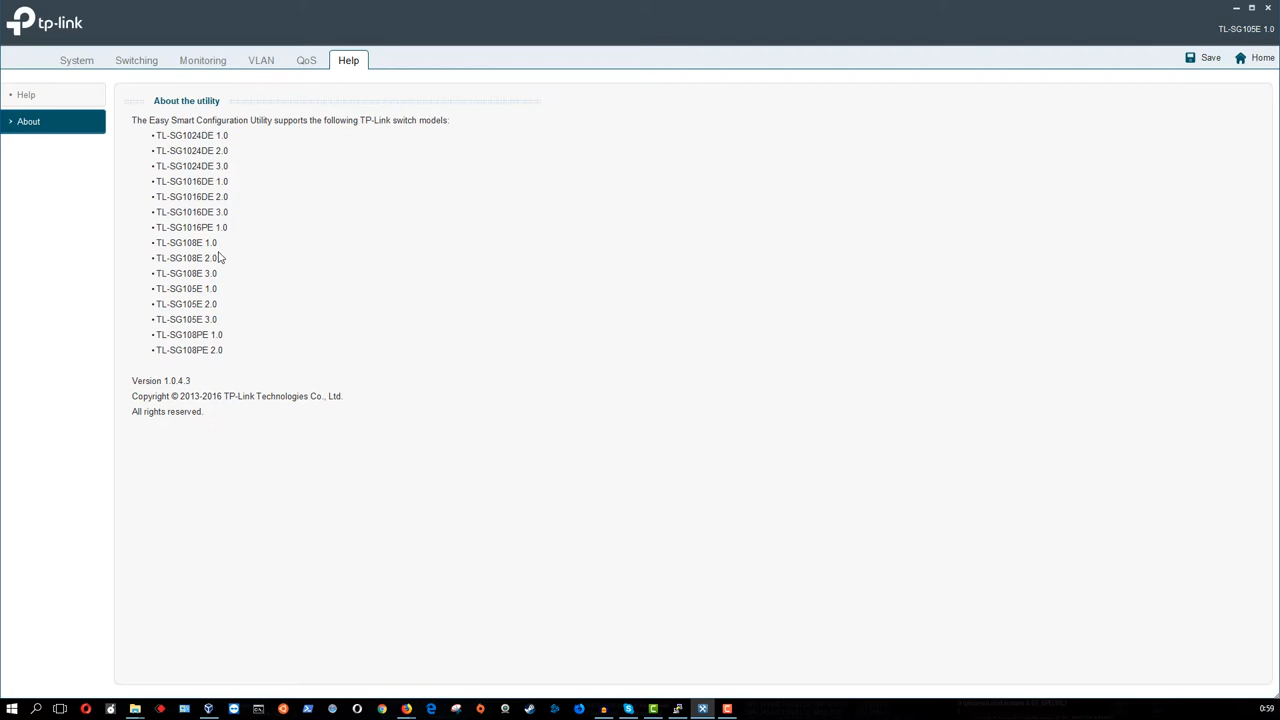 tp-link
TL-SG105E 1.0
System Switching Monitoring VLAN QoS Help
Save Home
Help
About
About the utility
The Easy Smart Configuration Utility supports the following TP-Link switch models:
• TL-SG1024DE 1.0
• TL-SG1024DE 2.0
• TL-SG1024DE 3.0
• TL-SG1016DE 1.0
• TL-SG1016DE 2.0
• TL-SG1016DE 3.0
• TL-SG1016PE 1.0
• TL-SG108E 1.0
• TL-SG108E 2.0
• TL-SG108E 3.0
• TL-SG105E 1.0
• TL-SG105E 2.0
• TL-SG105E 3.0
• TL-SG108PE 1.0
• TL-SG108PE 2.0
Version 1.0.4.3
Copyright © 2013-2016 TP-Link Technologies Co., Ltd.
All rights reserved.
0:59